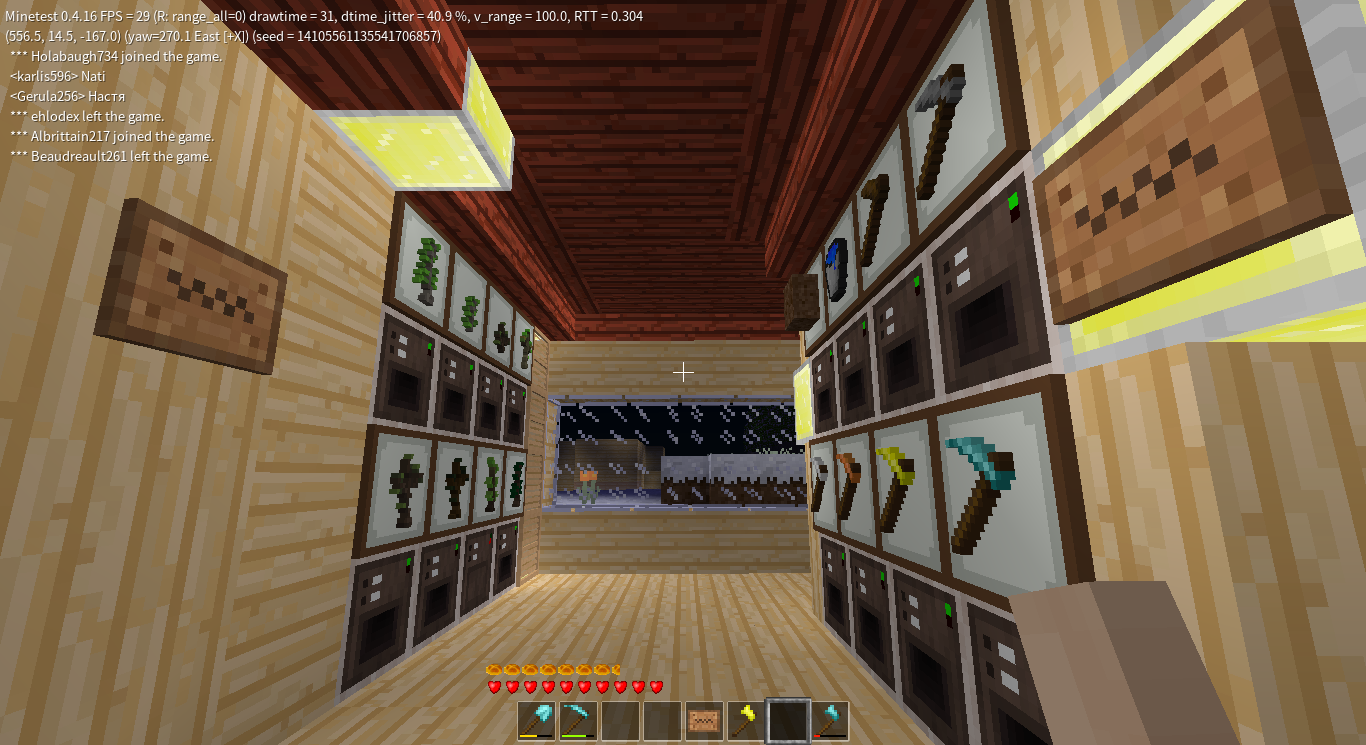 Minetest 0.4.16 FPS = 29 (R: range_all=0) drawtime = 31, dtime_jitter = 40.9 %, v_range = 100.0, RTT = 0.304
(556.5, 14.5, -167.0) (yaw=270.1 East [+X]) (seed = 14105561135541706857)
*** Holabaugh734 joined the game.
<karlis596> Nati
<Gerula256> Настя
*** ehlodex left the game.
*** Albrittain217 joined the game.
*** Beaudreault261 left the game.